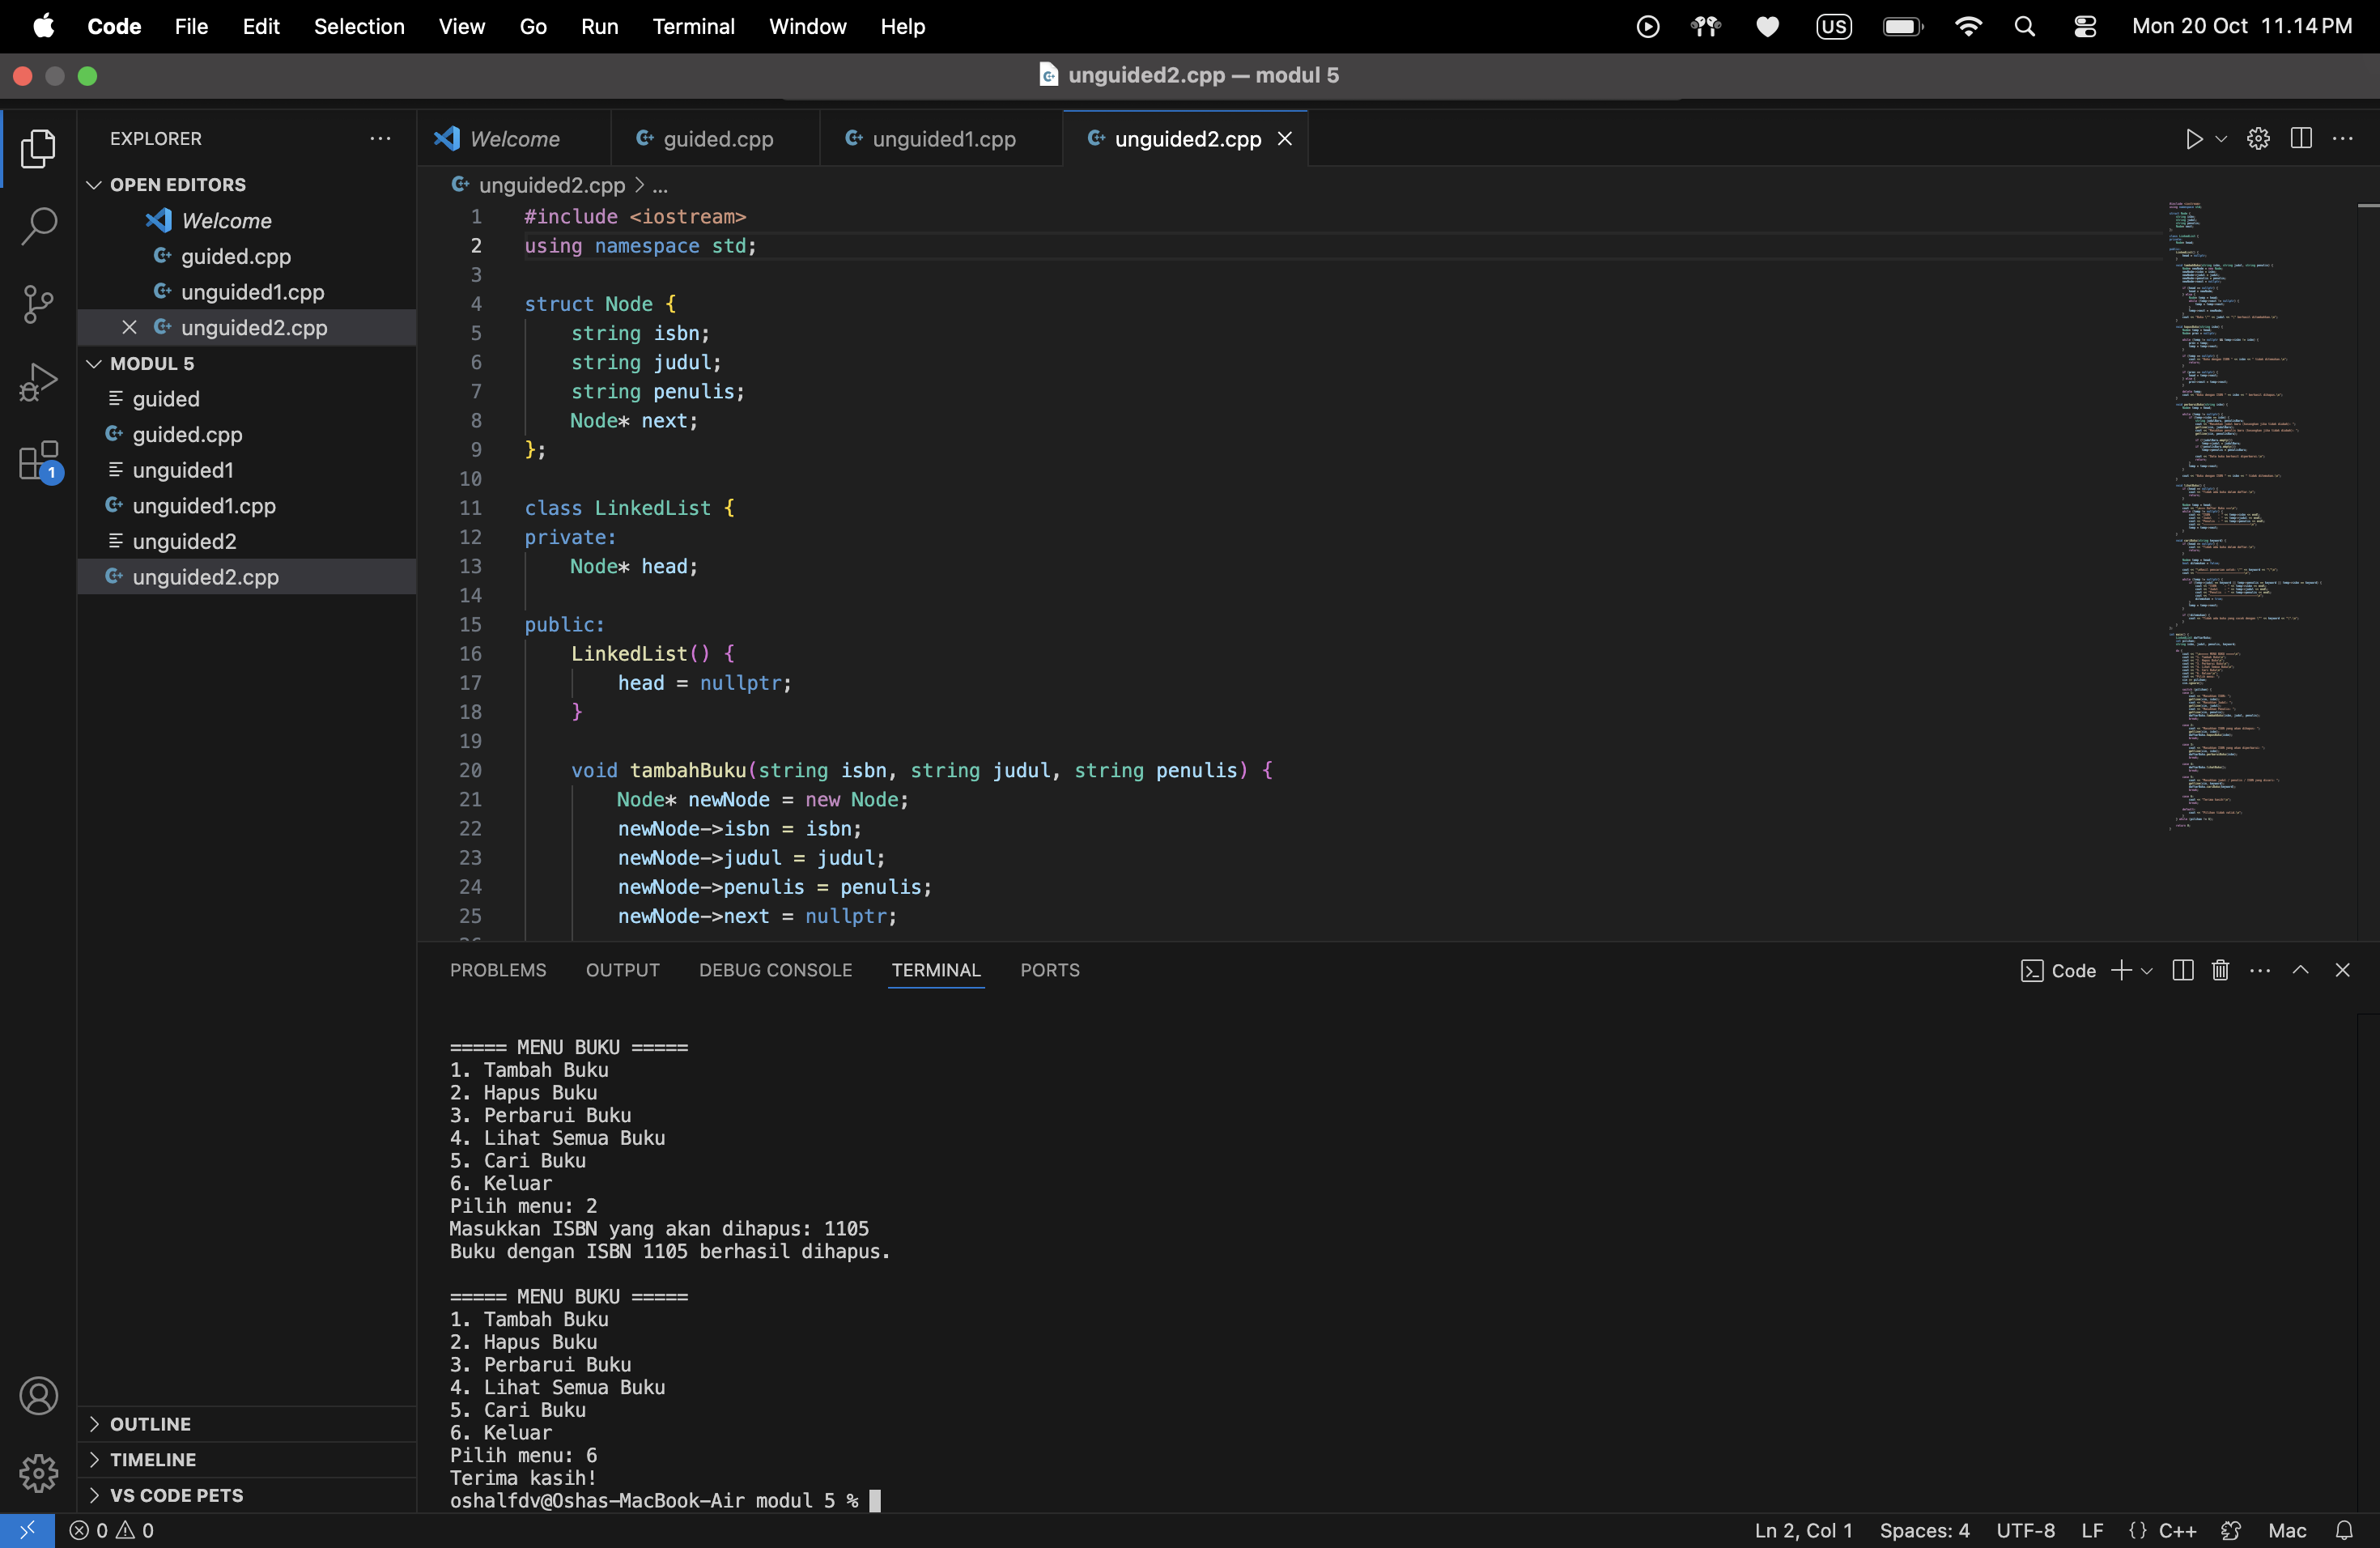 Code File Edit Selection View Go Run Terminal Window Help US Mon 20 Oct 11.14 PM
unguided2.cpp — modul 5
EXPLORER
OPEN EDITORS
Welcome
guided.cpp
unguided1.cpp
unguided2.cpp
MODUL 5
guided
guided.cpp
unguided1
unguided1.cpp
unguided2
unguided2.cpp
OUTLINE
TIMELINE
VS CODE PETS
1
Welcome guided.cpp unguided1.cpp unguided2.cpp
unguided2.cpp > ...
1 #include <iostream>
2 using namespace std;
3
4 struct Node {
5 string isbn;
6 string judul;
7 string penulis;
8 Node* next;
9 };
10
11 class LinkedList {
12 private:
13 Node* head;
14
15 public:
16 LinkedList() {
17 head = nullptr;
18 }
19
20 void tambahBuku(string isbn, string judul, string penulis) {
21 Node* newNode = new Node;
22 newNode->isbn = isbn;
23 newNode->judul = judul;
24 newNode->penulis = penulis;
25 newNode->next = nullptr;
PROBLEMS OUTPUT DEBUG CONSOLE TERMINAL PORTS Code
===== MENU BUKU =====
1. Tambah Buku
2. Hapus Buku
3. Perbarui Buku
4. Lihat Semua Buku
5. Cari Buku
6. Keluar
Pilih menu: 2
Masukkan ISBN yang akan dihapus: 1105
Buku dengan ISBN 1105 berhasil dihapus.
===== MENU BUKU =====
1. Tambah Buku
2. Hapus Buku
3. Perbarui Buku
4. Lihat Semua Buku
5. Cari Buku
6. Keluar
Pilih menu: 6
Terima kasih!
oshalfdv@Oshas-MacBook-Air modul 5 %
0 0 Ln 2, Col 1 Spaces: 4 UTF-8 LF {} C++ Mac